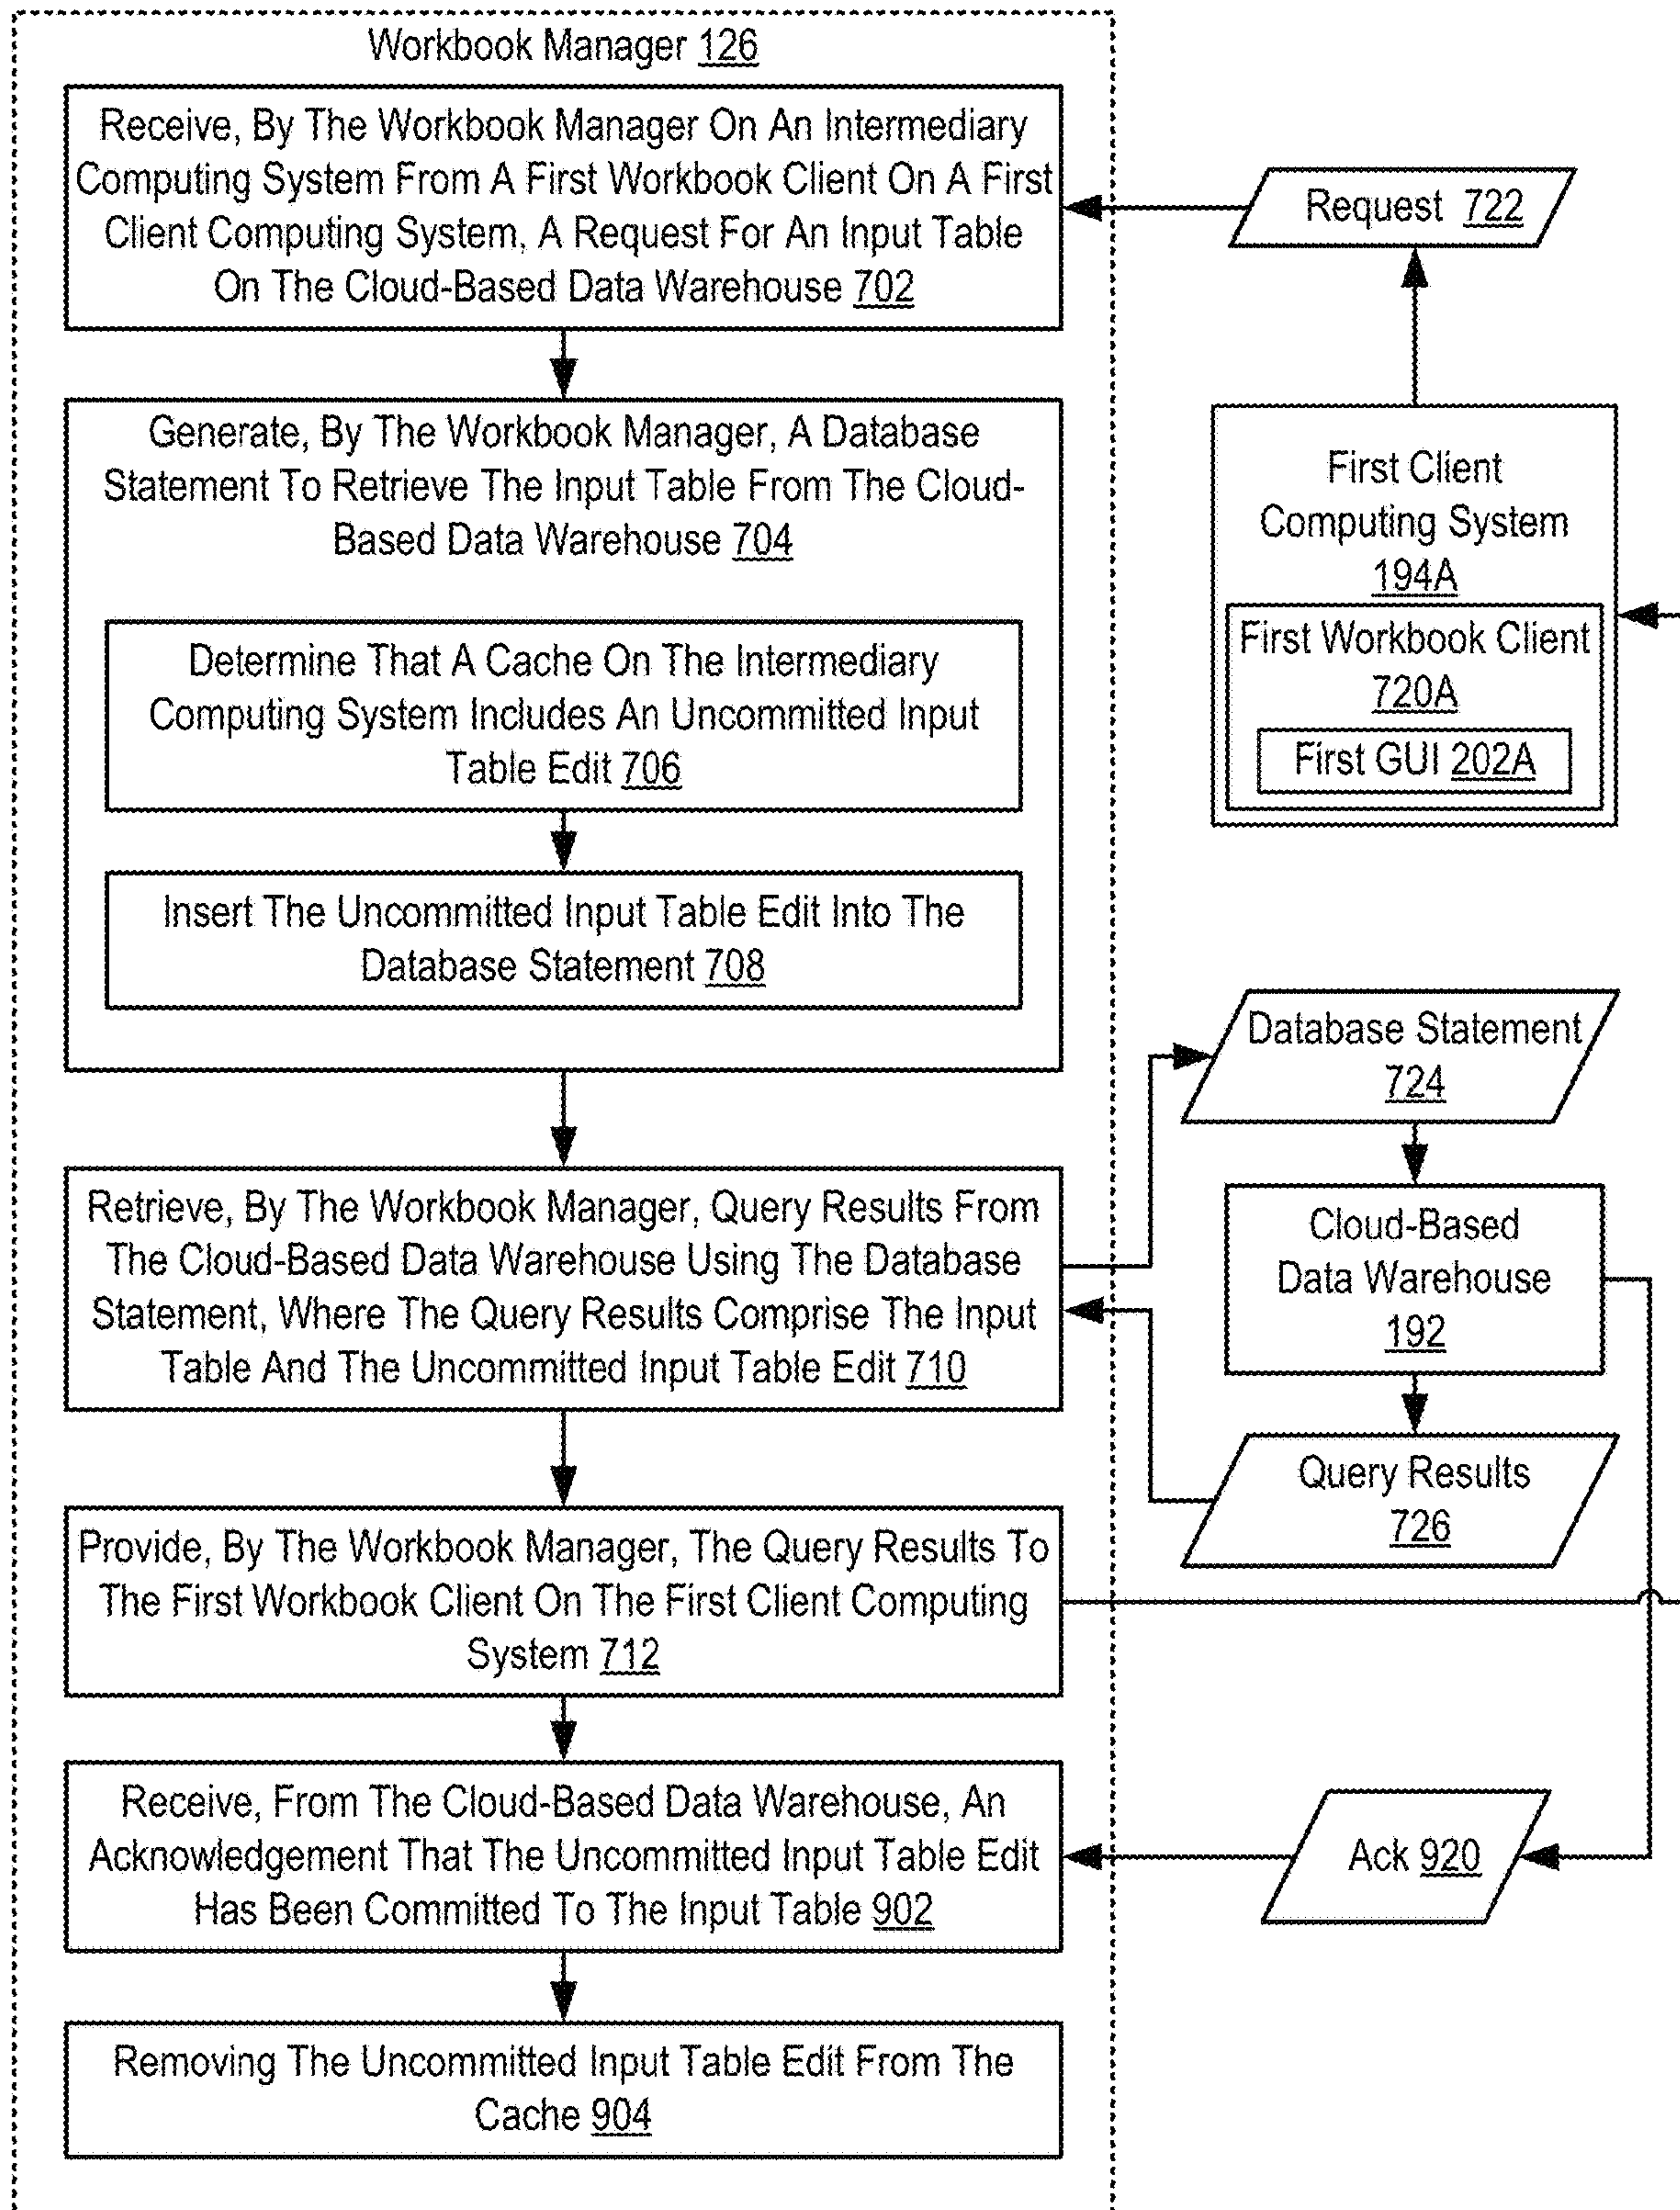 Workbook Manager 126
Receive, By The Workbook Manager On An Intermediary
Computing System From A First Workbook Client On A First
Client Computing System, A Request For An Input Table
On The Cloud-Based Data Warehouse 702
Request 722
Generate, By The Workbook Manager, A Database
Statement To Retrieve The Input Table From The Cloud-
Based Data Warehouse 704
First Client
Computing System
194A
First Workbook Client
720A
First GUI 202A
Determine That A Cache On The Intermediary
Computing System Includes An Uncommitted Input
Table Edit 706
Insert The Uncommitted Input Table Edit Into The
Database Statement 708
Database Statement
724
Retrieve, By The Workbook Manager, Query Results From
The Cloud-Based Data Warehouse Using The Database
Statement, Where The Query Results Comprise The Input
Table And The Uncommitted Input Table Edit 710
Cloud-Based
Data Warehouse
192
Query Results
726
Provide, By The Workbook Manager, The Query Results To
The First Workbook Client On The First Client Computing
System 712
Receive, From The Cloud-Based Data Warehouse, An
Acknowledgement That The Uncommitted Input Table Edit
Has Been Committed To The Input Table 902
Ack 920
Removing The Uncommitted Input Table Edit From The
Cache 904